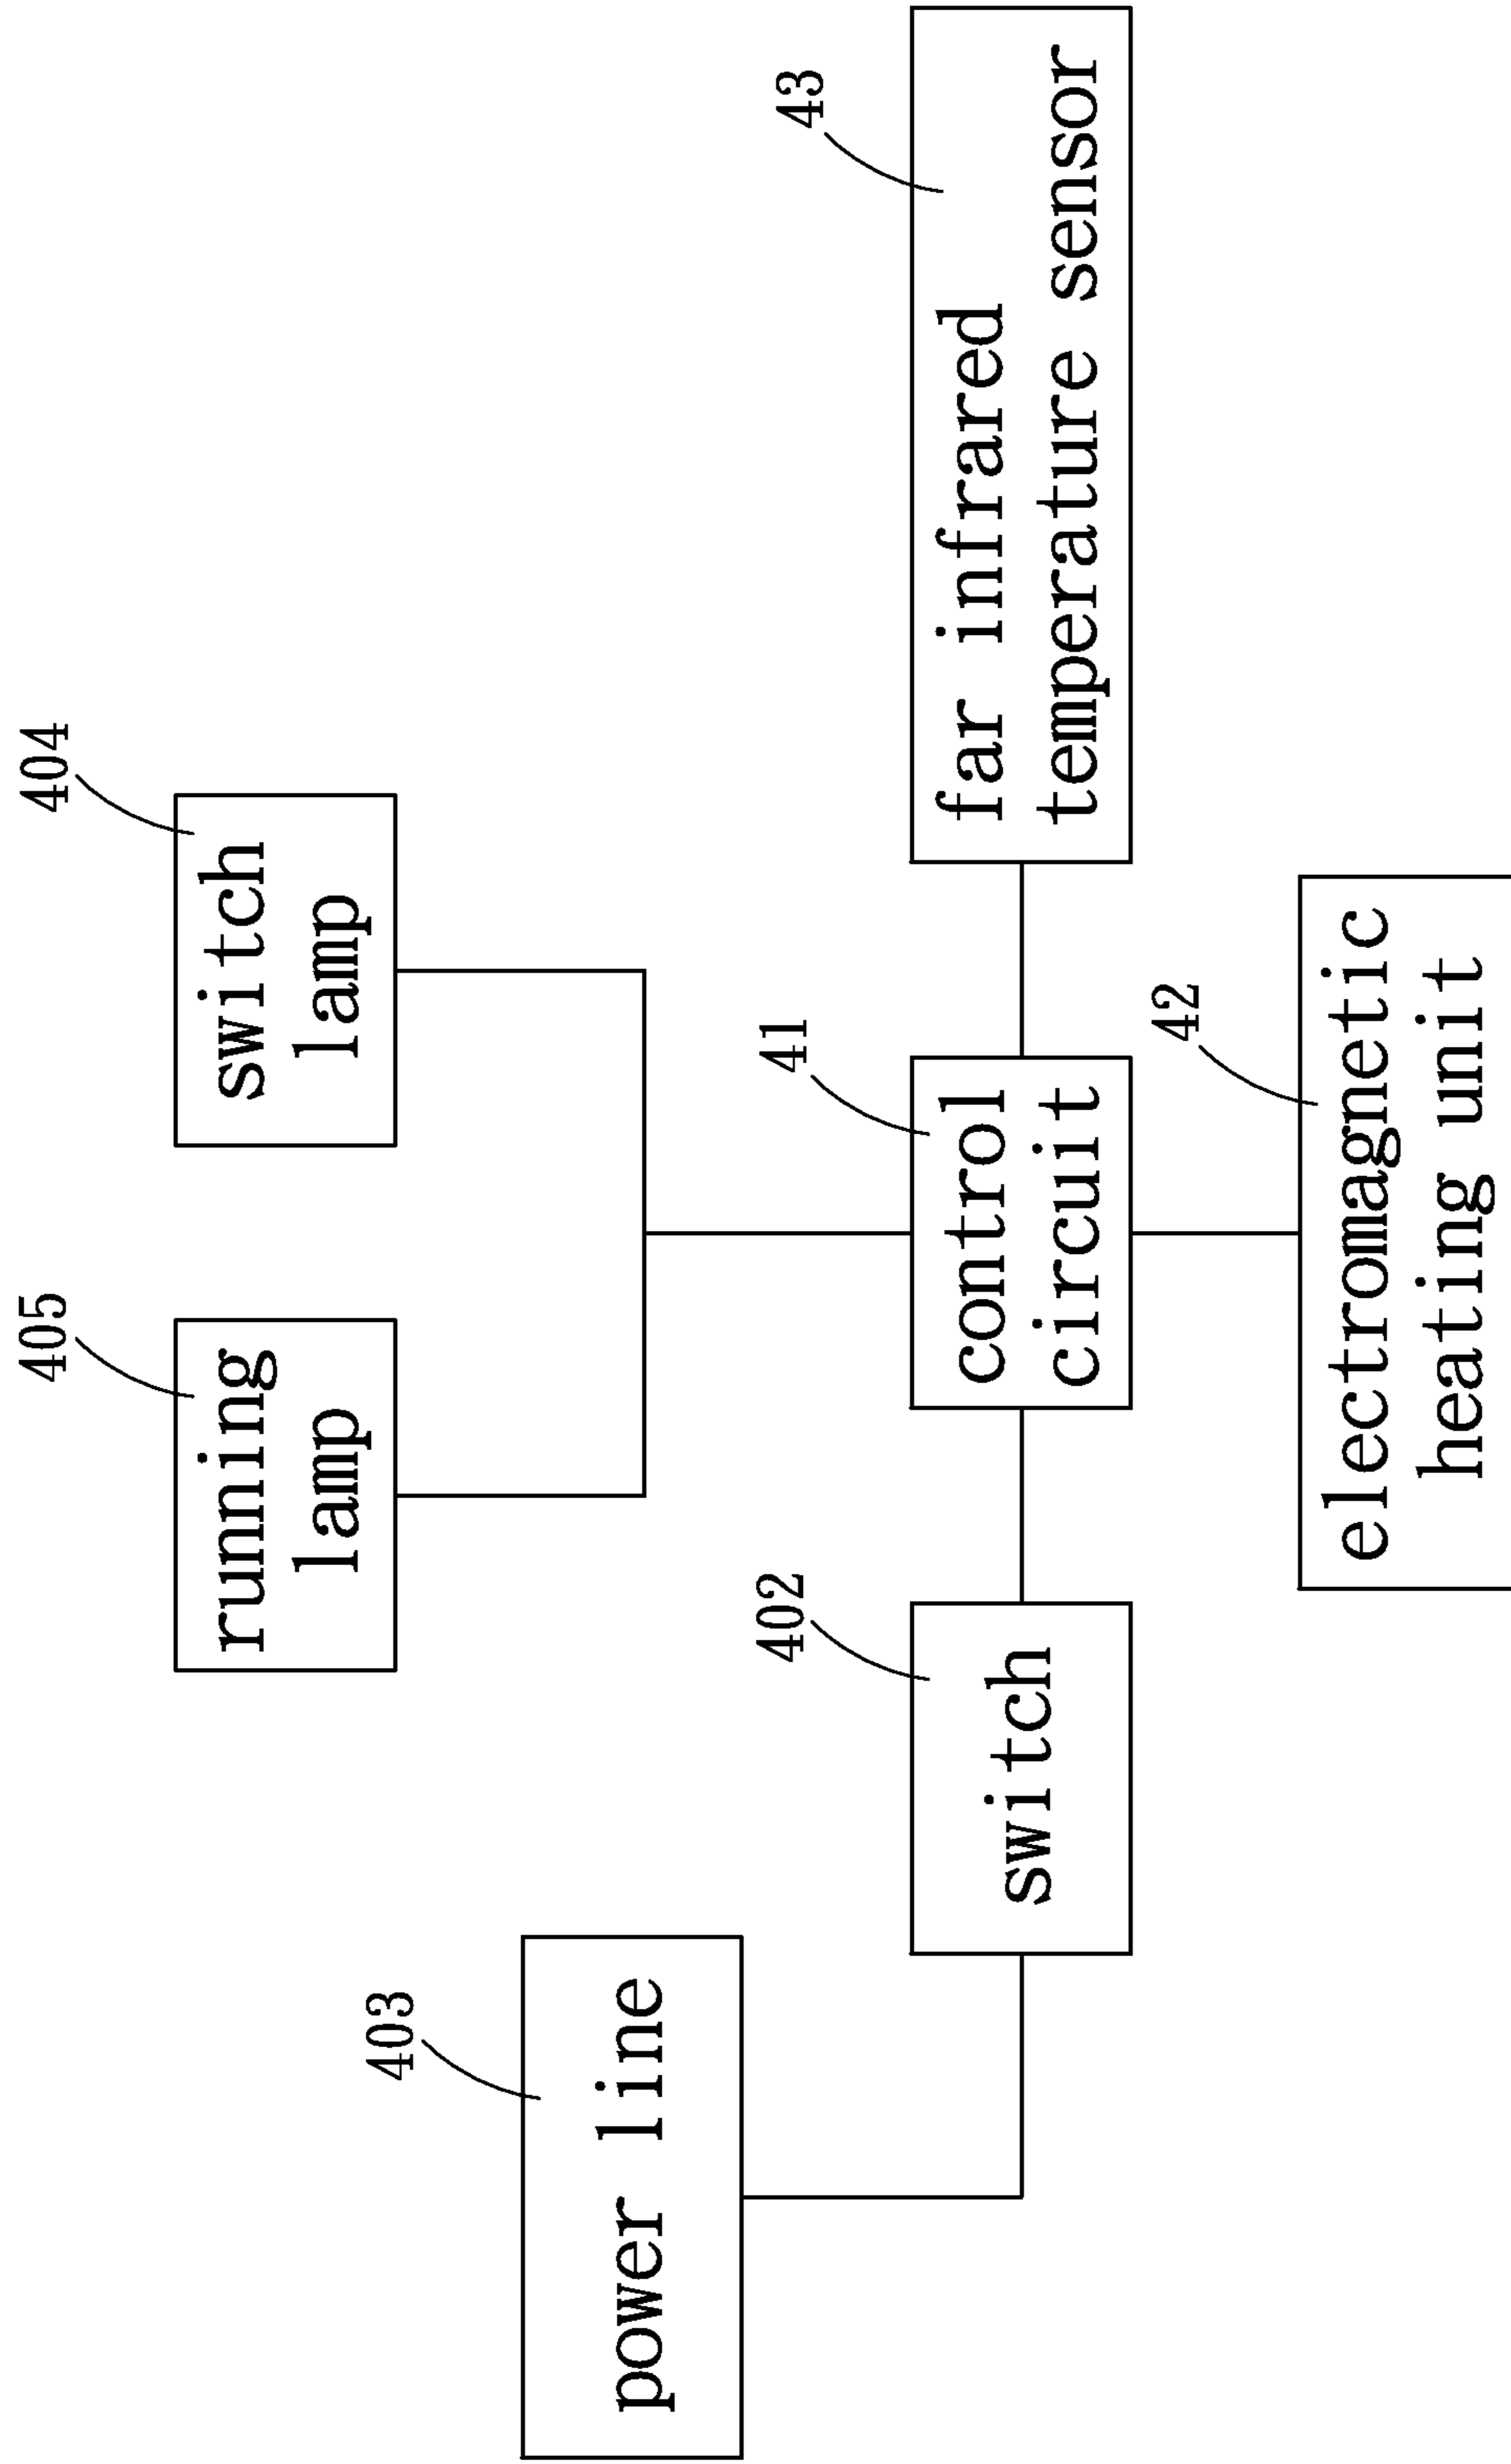 405
running
lamp
404
switch
lamp
403
power line
402
switch
41
control
circuit
43
far infrared
temperature sensor
42
electromagnetic
heating unit